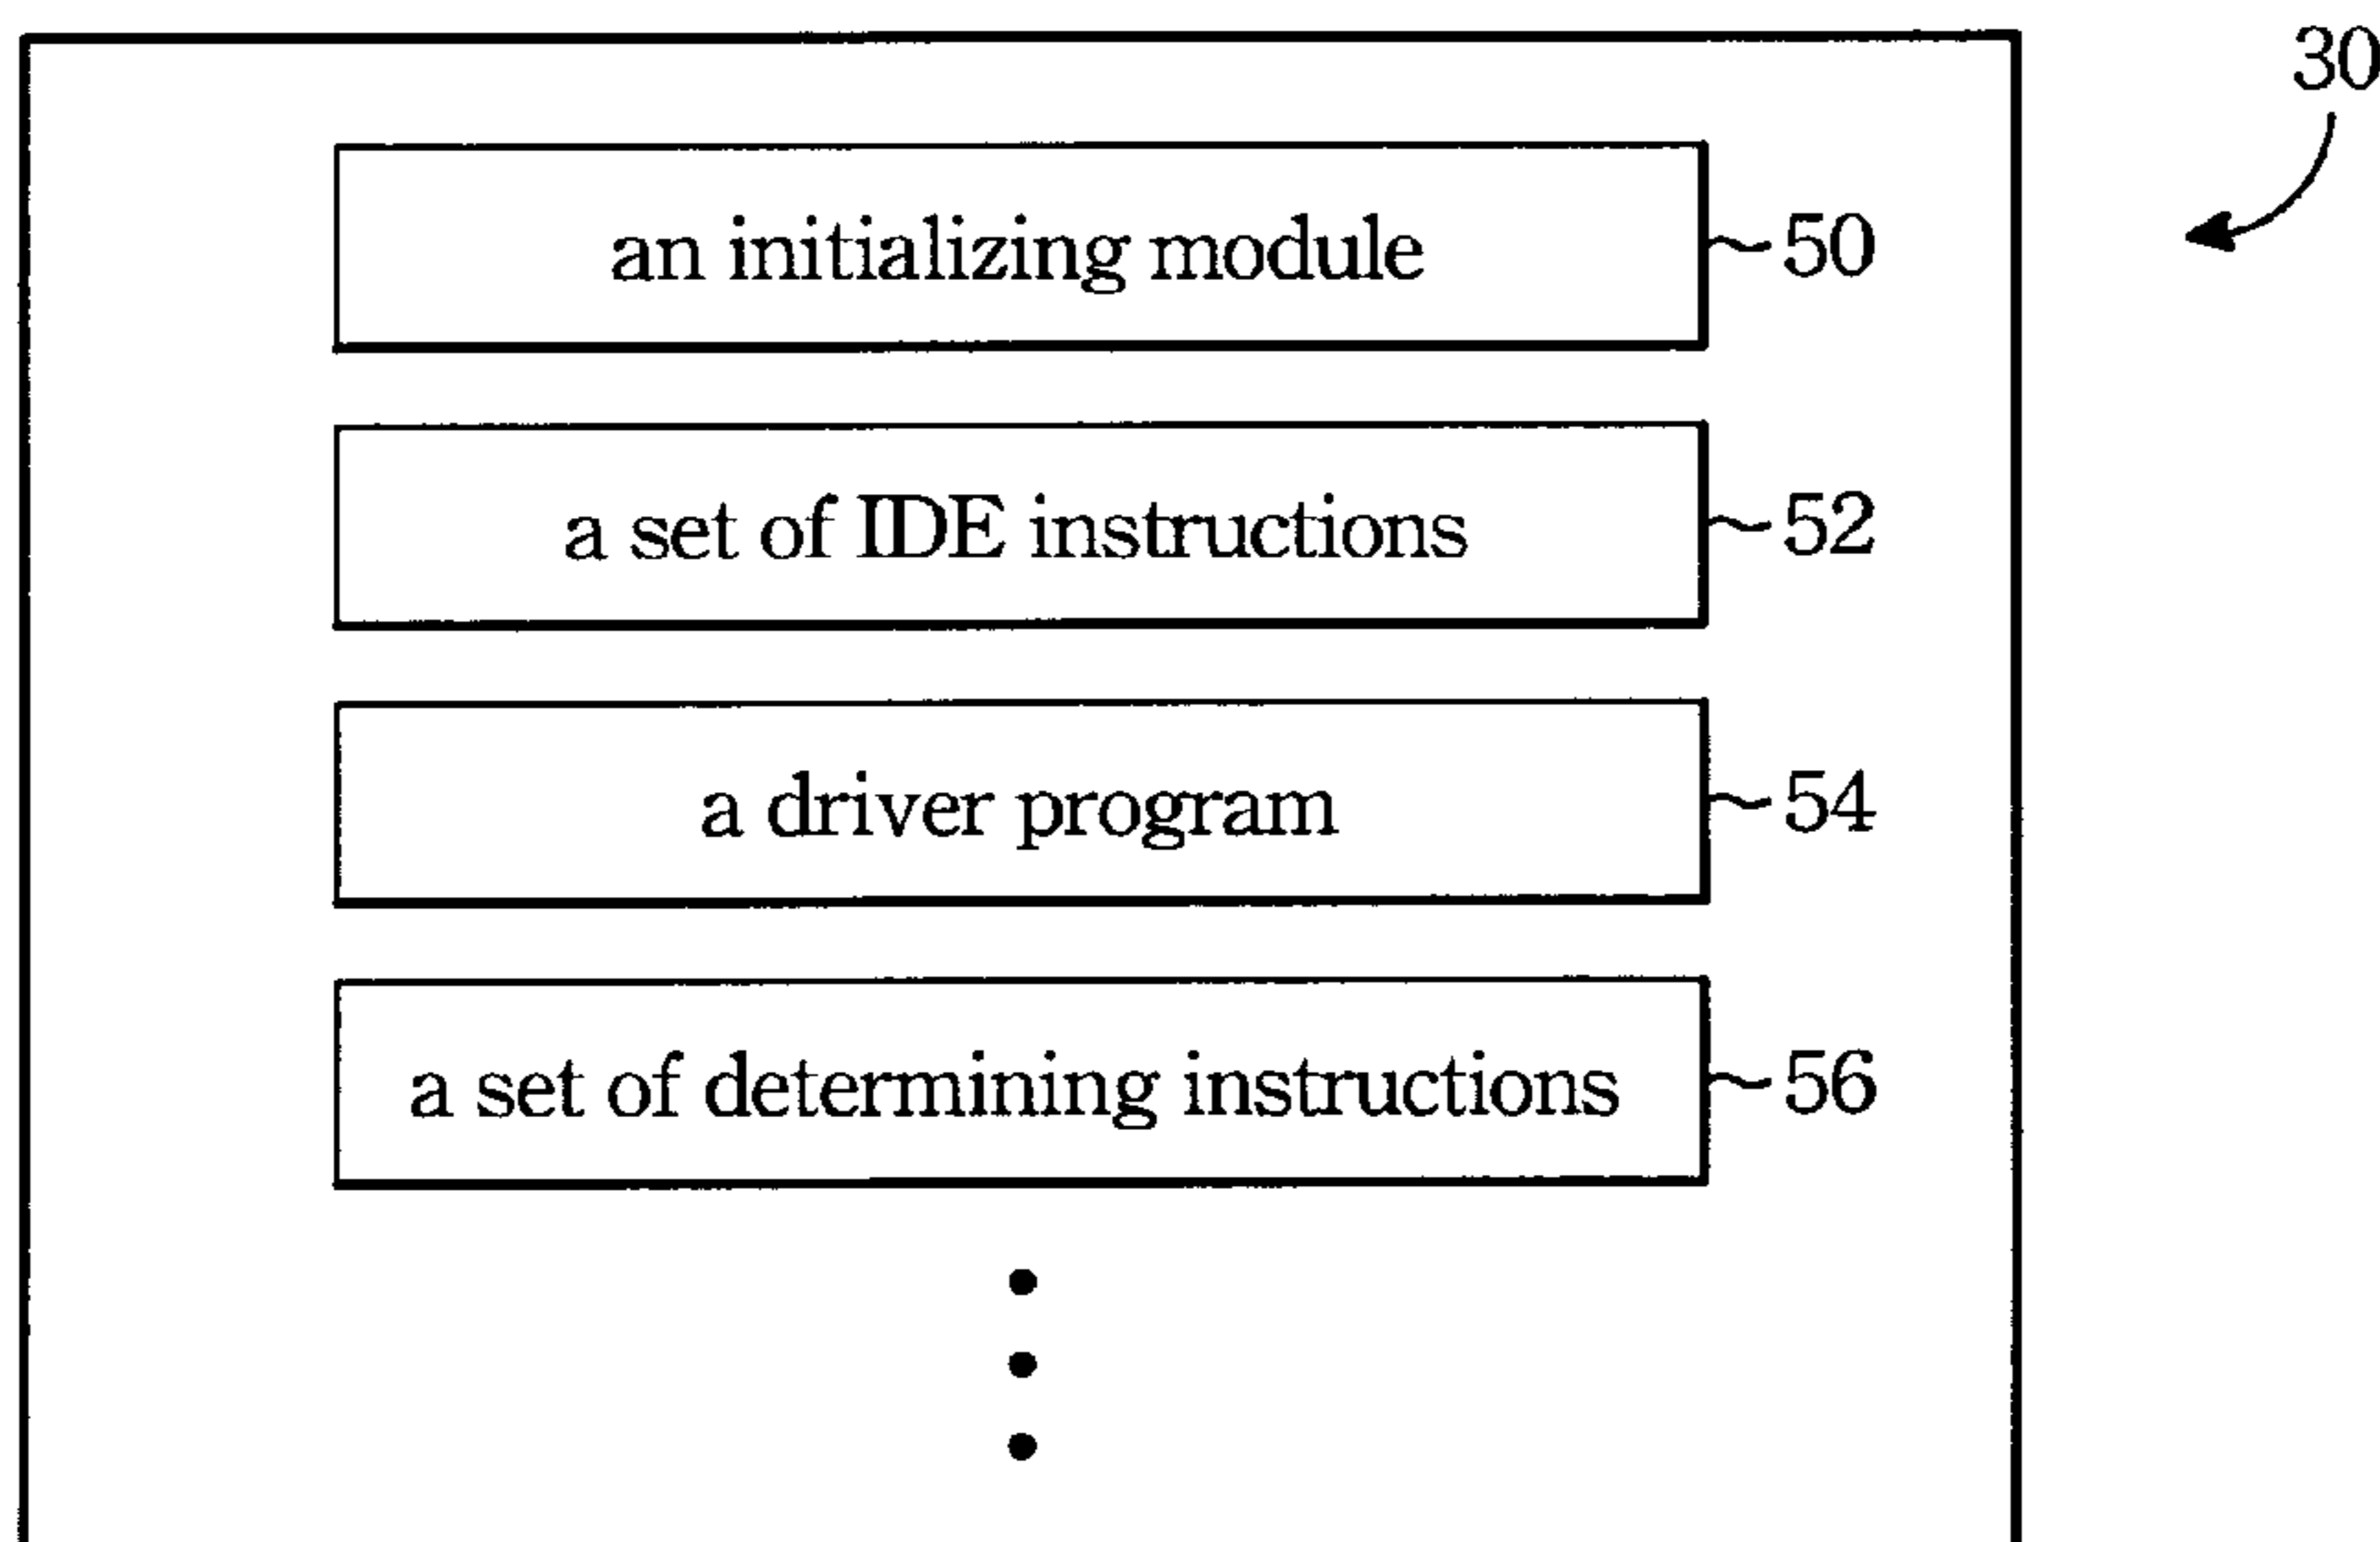 30
an initializing module 50
a set of IDE instructions 52
a driver program 54
a set of determining instructions 56